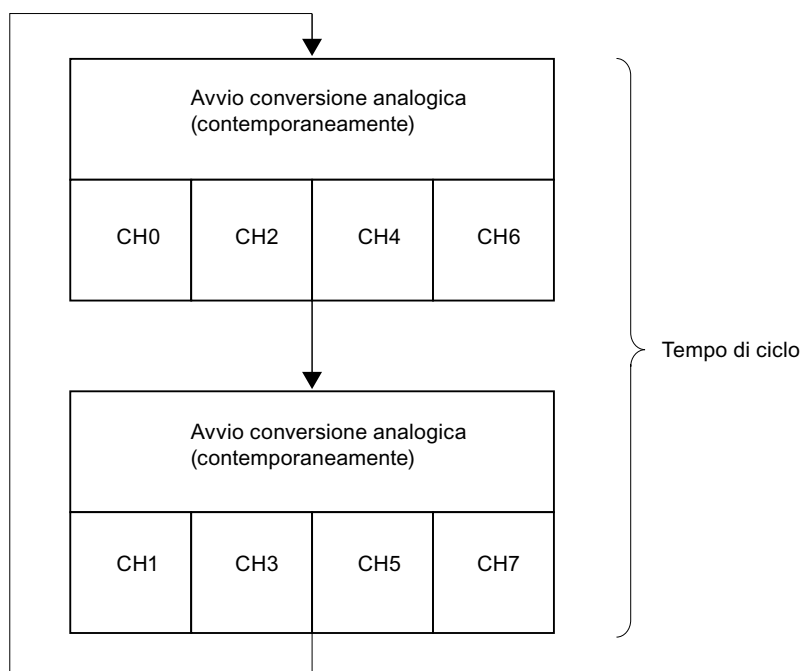 Avvio conversione analogica
(contemporaneamente)
CH0 CH2 CH4 CH6
Tempo di ciclo
Avvio conversione analogica
(contemporaneamente)
CH1 CH3 CH5 CH7